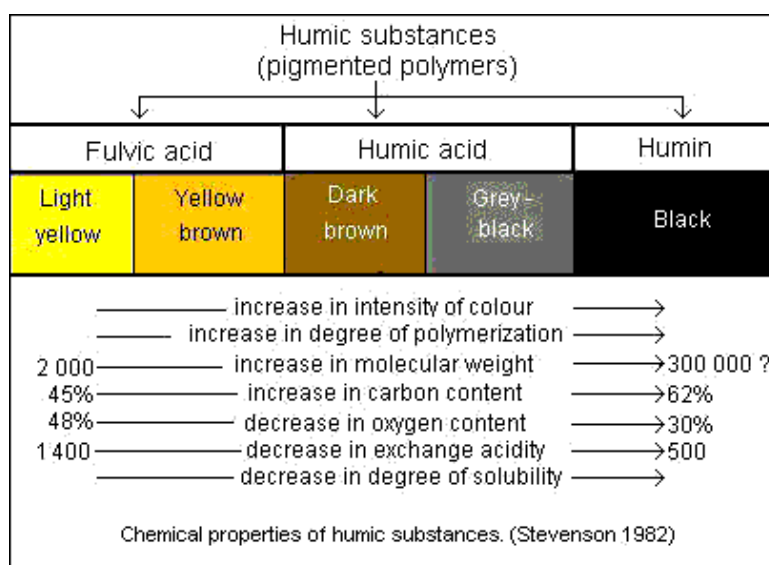 Humic substances
(pigmented polymers)
Fulvic acid Humic acid Humin
Light yellow Yellow brown Dark brown Grey-black Black
increase in intensity of colour
increase in degree of polymerization
2 000 increase in molecular weight 300 000 ?
45% increase in carbon content 62%
48% decrease in oxygen content 30%
1 400 decrease in exchange acidity 500
decrease in degree of solubility
Chemical properties of humic substances. (Stevenson 1982)